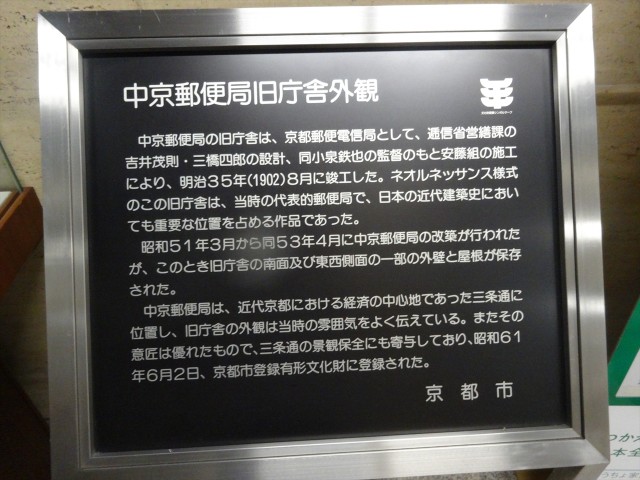 中京郵便局旧庁舎外観
中京郵便局の旧庁舎は、京都郵便電信局として、逓信省営繕課の
吉井茂則・三橋四郎の設計、同小泉鉄也の監督のもと安藤組の施工
により、明治35年(1902)8月に竣工した。ネオルネッサンス様式
のこの旧庁舎は、当時の代表的郵便局で、日本の近代建築史におい
ても重要な位置を占める作品であった。
昭和51年3月から同53年4月に中京郵便局の改築が行われた
が、このとき旧庁舎の南面及び東西側面の一部の外壁と屋根が保存
された。
中京郵便局は、近代京都における経済の中心地であった三条通に
位置し、旧庁舎の外観は当時の雰囲気をよく伝えている。またその
意匠は優れたもので、三条通の景観保全にも寄与しており、昭和61
年6月2日、京都市登録有形文化財に登録された。
京都市
つかえ
本全